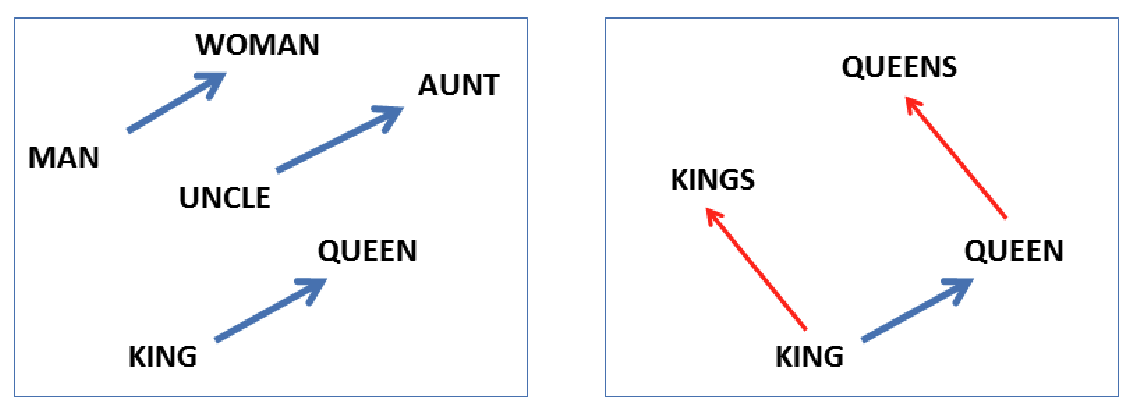 WOMAN
AUNT
MAN
UNCLE
QUEEN
KING
QUEENS
KINGS
QUEEN
KING